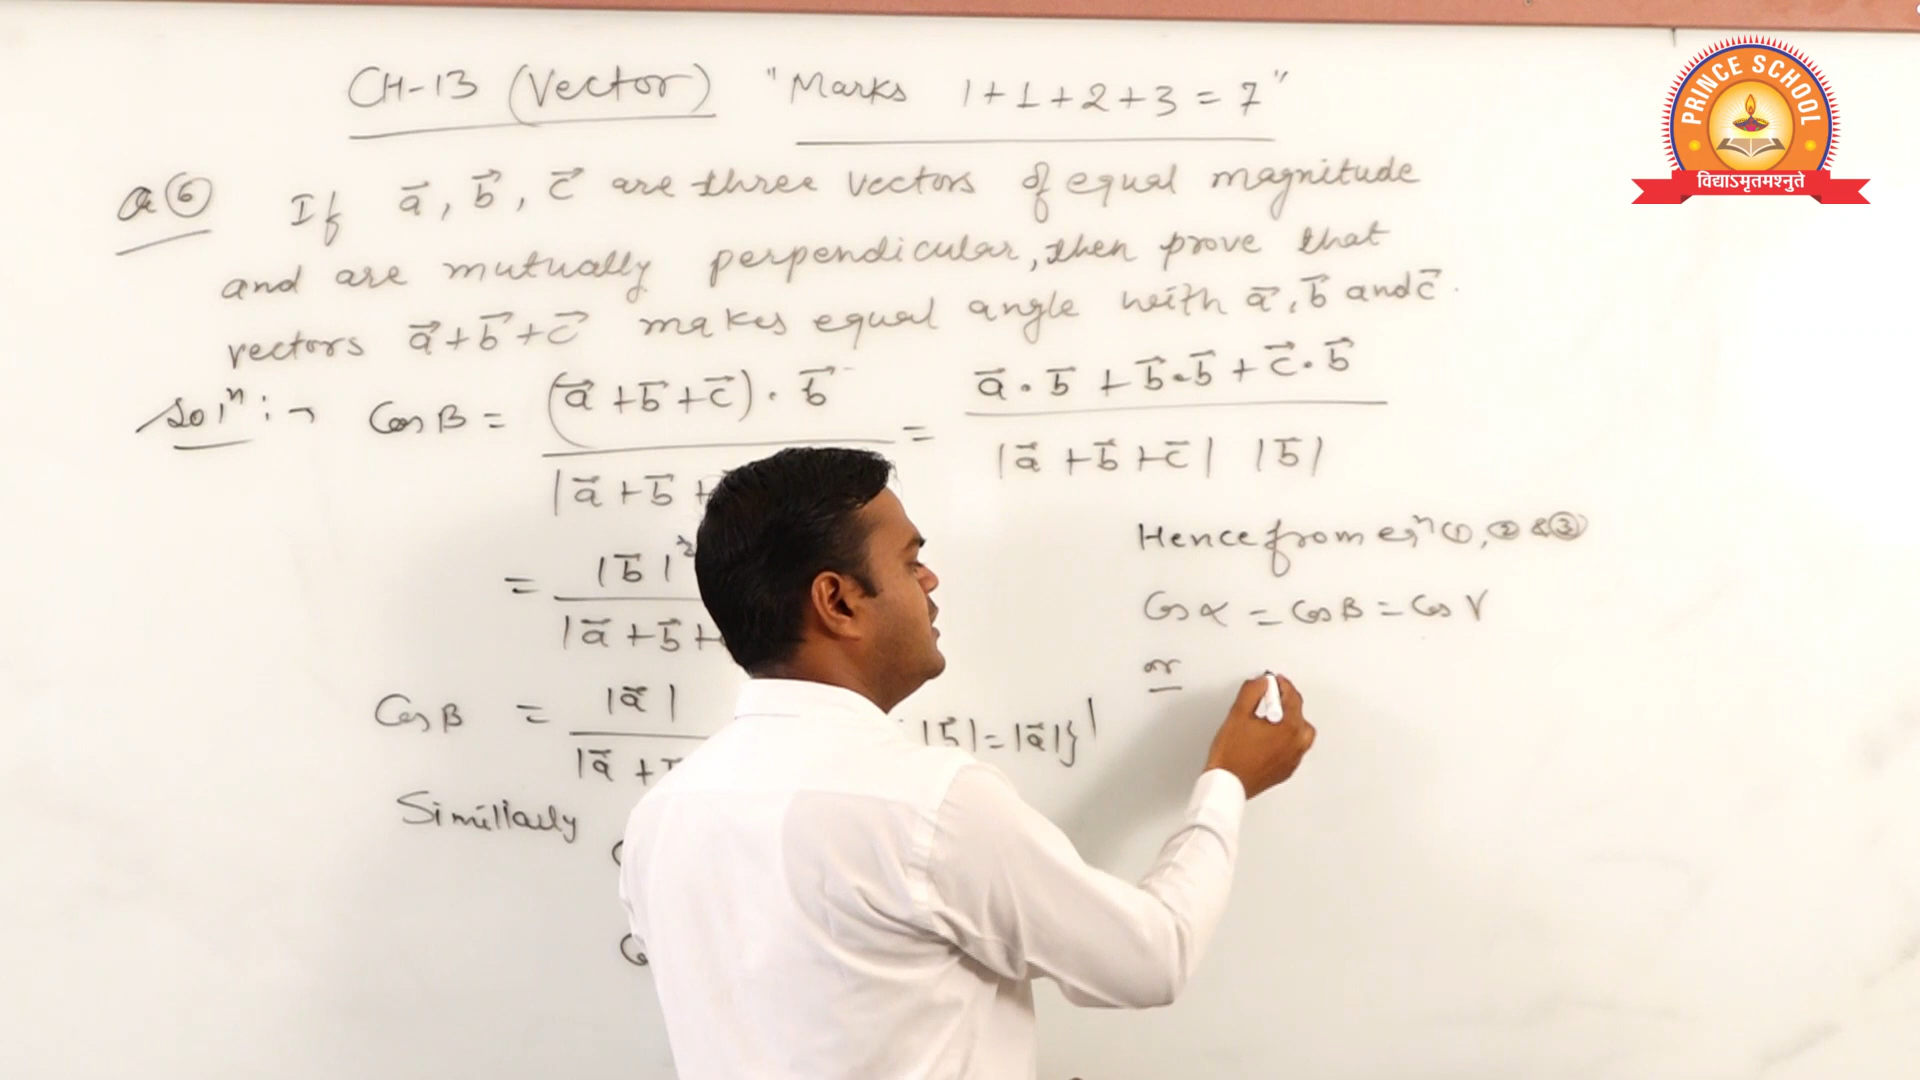 CH-13 (Vector) "Marks 1+1+2+3=7"
PRINCE SCHOOL
विद्याऽमृतमश्नुते
Q⑥ If a⃗, b⃗, c⃗ are three vectors of equal magnitude
and are mutually perpendicular, then prove that
vectors a⃗+b⃗+c⃗ makes equal angle with a⃗, b⃗ and c⃗.
Solⁿ:→ Cos β = (a⃗+b⃗+c⃗)·b⃗ = a⃗·b⃗+b⃗·b⃗+c⃗·b⃗
|a⃗+b⃗+ |a⃗+b⃗+c⃗| |b⃗|
= |b⃗|²
|a⃗+b⃗+
Cos β = |a⃗|
|a⃗+ |b⃗|=|a⃗|}
Simillarly
Hence from eqⁿ ①, ② & ③
Cos α = Cos β = Cos γ
or